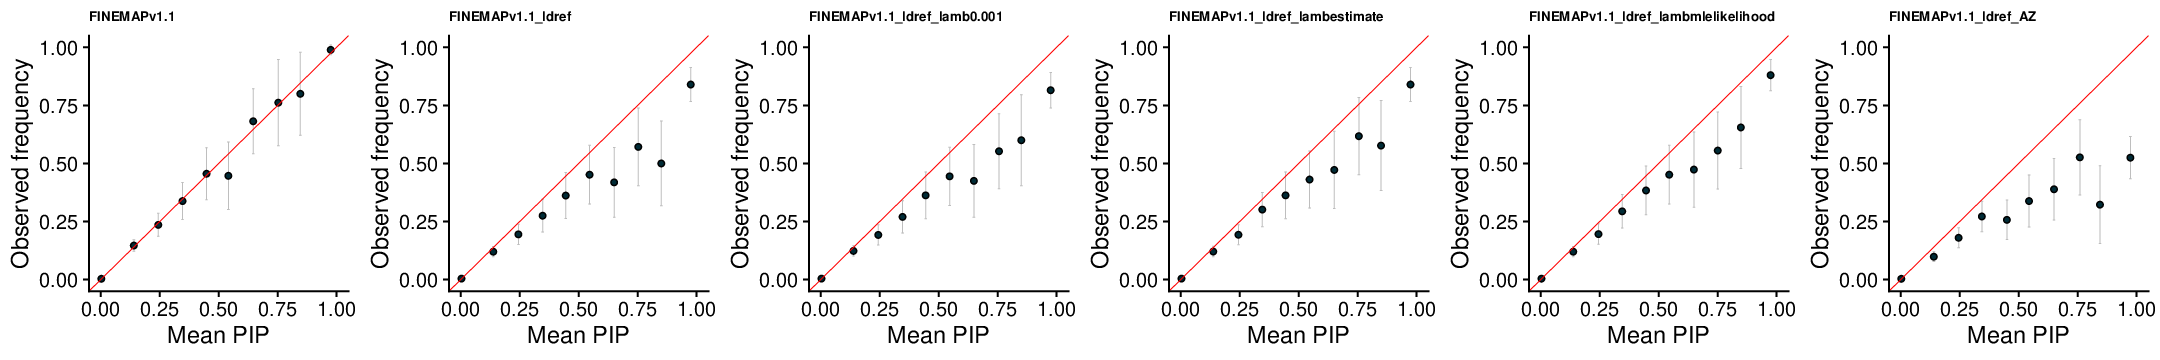 FINEMAPv1.1
1.00
0.75
0.50
0.25
0.00
Observed frequency
0.00 0.25 0.50 0.75 1.00
Mean PIP
FINEMAPv1.1_ldref
1.00
0.75
0.50
0.25
0.00
Observed frequency
0.00 0.25 0.50 0.75 1.00
Mean PIP
FINEMAPv1.1_ldref_lamb0.001
1.00
0.75
0.50
0.25
0.00
Observed frequency
0.00 0.25 0.50 0.75 1.00
Mean PIP
FINEMAPv1.1_ldref_lambestimate
1.00
0.75
0.50
0.25
0.00
Observed frequency
0.00 0.25 0.50 0.75 1.00
Mean PIP
FINEMAPv1.1_ldref_lambmlelikelihood
1.00
0.75
0.50
0.25
0.00
Observed frequency
0.00 0.25 0.50 0.75 1.00
Mean PIP
FINEMAPv1.1_ldref_AZ
1.00
0.75
0.50
0.25
0.00
Observed frequency
0.00 0.25 0.50 0.75 1.00
Mean PIP